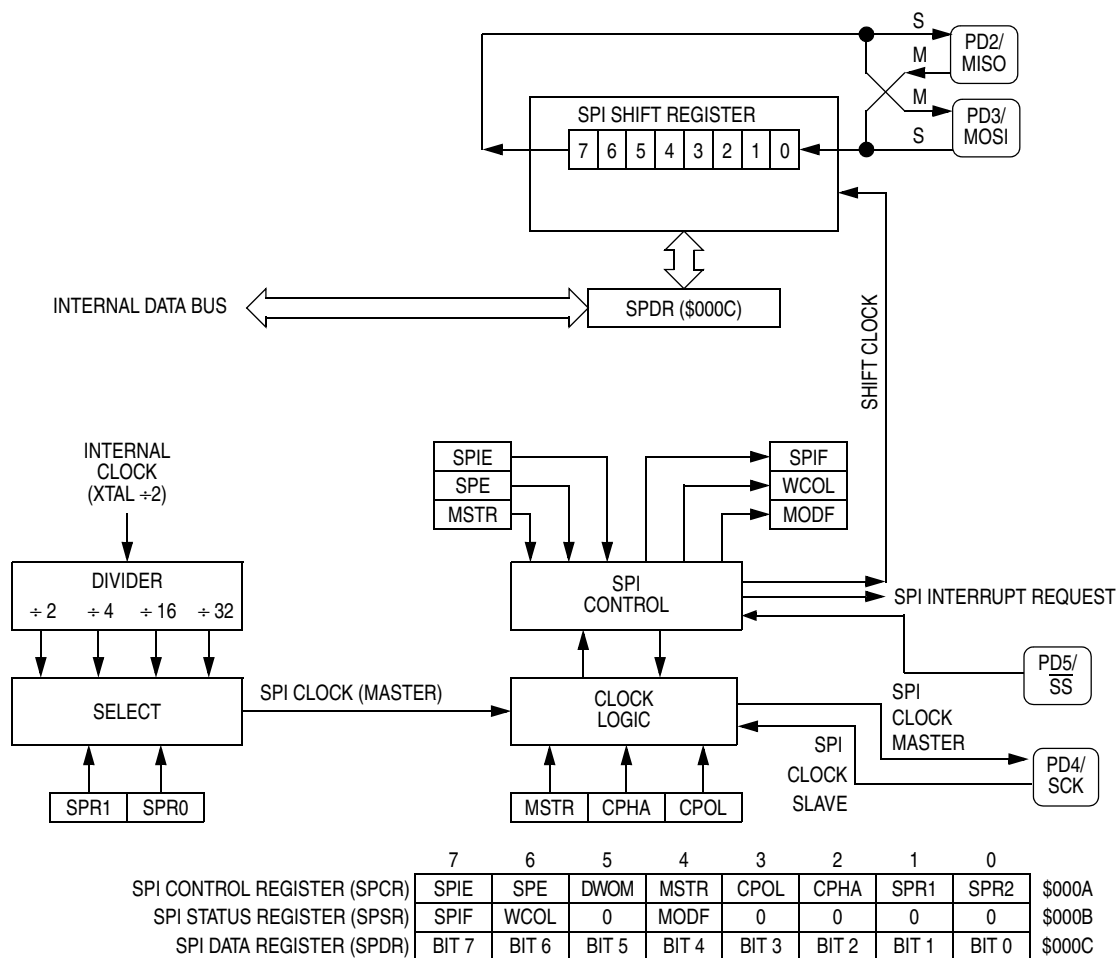 S
PD2/
MISO
M
M
PD3/
MOSI
S
SPI SHIFT REGISTER
7 6 5 4 3 2 1 0
INTERNAL DATA BUS
SPDR ($000C)
SHIFT CLOCK
INTERNAL
CLOCK
(XTAL ÷2)
SPIE
SPE
MSTR
SPIF
WCOL
MODF
DIVIDER
÷ 2 ÷ 4 ÷ 16 ÷ 32
SPI
CONTROL
SPI INTERRUPT REQUEST
PD5/
SS
SELECT
SPI CLOCK (MASTER)
CLOCK
LOGIC
SPI
CLOCK
MASTER
SPI
CLOCK
SLAVE
PD4/
SCK
SPR1 SPR0
MSTR CPHA CPOL
7 6 5 4 3 2 1 0
SPI CONTROL REGISTER (SPCR) SPIE SPE DWOM MSTR CPOL CPHA SPR1 SPR2 $000A
SPI STATUS REGISTER (SPSR) SPIF WCOL 0 MODF 0 0 0 0 $000B
SPI DATA REGISTER (SPDR) BIT 7 BIT 6 BIT 5 BIT 4 BIT 3 BIT 2 BIT 1 BIT 0 $000C